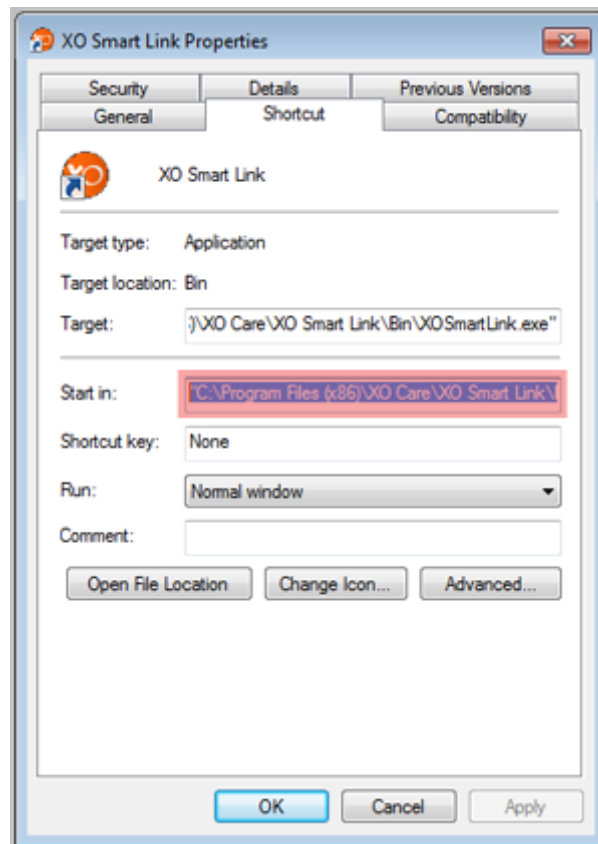 XO Smart Link Properties
Security Details Previous Versions
General Shortcut Compatibility
XO Smart Link
Target type: Application
Target location: Bin
Target: )\XO Care\XO Smart Link\Bin\XOSmartLink.exe"
Start in: "C:\Program Files (x86)\XO Care\XO Smart Link\
Shortcut key: None
Run: Normal window
Comment:
Open File Location Change Icon... Advanced...
OK Cancel Apply